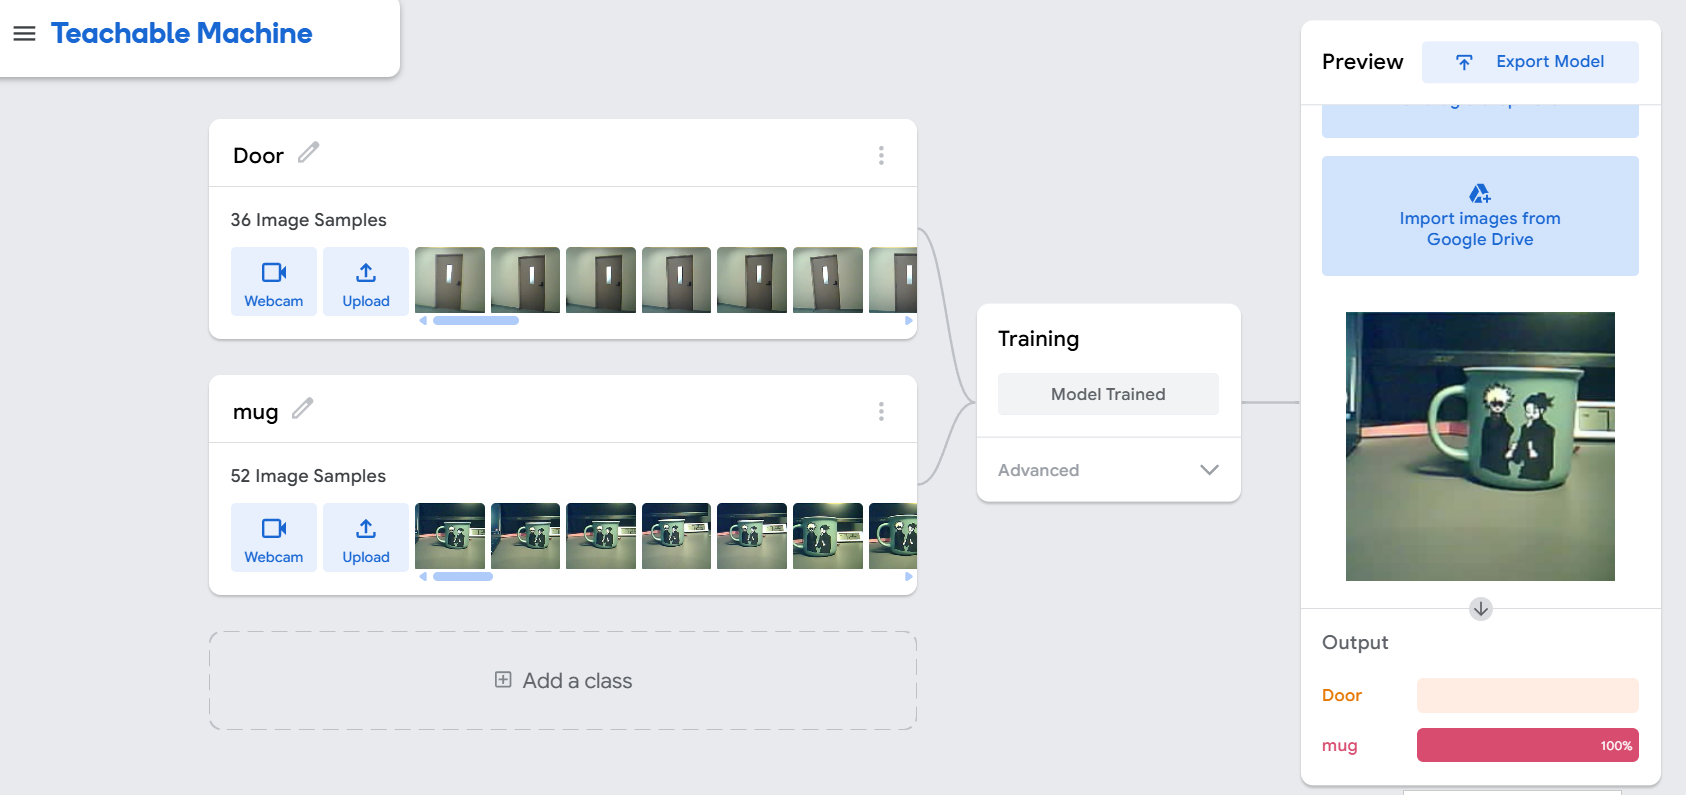 Teachable Machine
Door
36 Image Samples
Webcam
Upload
mug
52 Image Samples
Webcam
Upload
Add a class
Training
Model Trained
Advanced
Preview
Export Model
Import images from
Google Drive
Output
Door
mug
100%